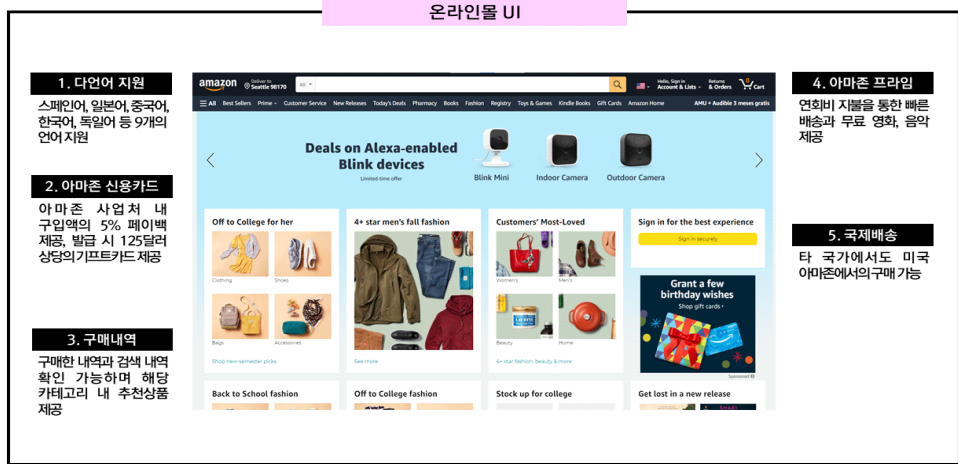 온라인몰 UI
1. 다언어 지원
스페인어, 일본어, 중국어,
한국어, 독일어 등 9개의
언어 지원
2. 아마존 신용카드
아마존 사업처 내
구입액의 5% 페이백
제공, 발급 시 125달러
상당의 기프트카드 제공
3. 구매내역
구매한 내역과 검색 내역
확인 가능하며 해당
카테고리 내 추천상품
제공
amazon
Deliver to
Seattle 98170
All
Hello, Sign in
Account & Lists
Returns
& Orders
0
Cart
All Best Sellers Prime Customer Service New Releases Today's Deals Pharmacy Books Fashion Registry Toys & Games Kindle Books Gift Cards Amazon Home AMU + Audible 3 meses gratis
Deals on Alexa-enabled
Blink devices
Limited-time offer
Blink Mini Indoor Camera Outdoor Camera
Off to College for her
Clothing Shoes
Bags Accessories
Shop new-semester picks
4+ star men's fall fashion
See more
Customers' Most-Loved
Women's Men's
Beauty Home
4+ star fashion, beauty & more
Sign in for the best experience
Sign in securely
Grant a few
birthday wishes
Shop gift cards ›
Sponsored
Back to School fashion
Off to College fashion
Stock up for college
Get lost in a new release
4. 아마존 프라임
연회비 지불을 통한 빠른
배송과 무료 영화, 음악
제공
5. 국제배송
타 국가에서도 미국
아마존에서의 구매 가능